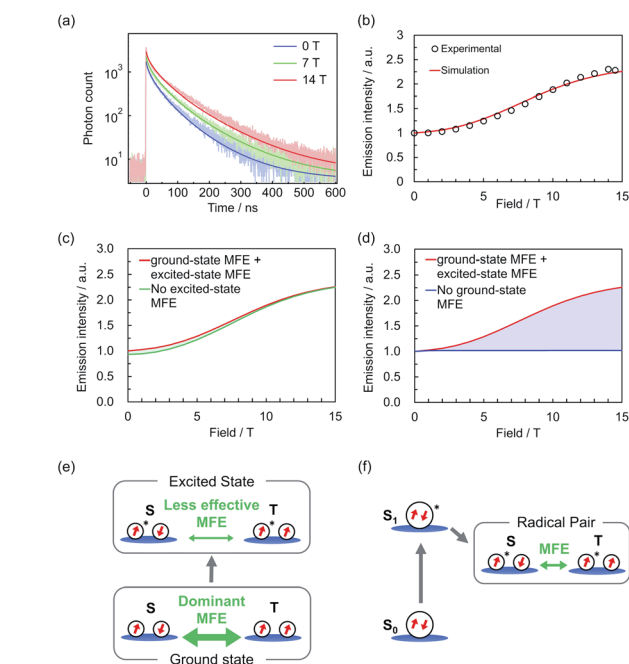 (a)
Photon count
10³
10²
10¹
0 T
7 T
14 T
0 100 200 300 400 500 600
Time / ns
(b)
Emission intensity / a.u.
3
2.5
2
1.5
1
0.5
0
Experimental
Simulation
0 5 10 15
Field / T
(c)
Emission intensity / a.u.
3.0
2.5
2.0
1.5
1.0
0.5
0.0
ground-state MFE +
excited-state MFE
No excited-state
MFE
0 5 10 15
Field / T
(d)
Emission intensity / a.u.
3.0
2.5
2.0
1.5
1.0
0.5
0.0
ground-state MFE +
excited-state MFE
No ground-state
MFE
0 5 10 15
Field / T
(e)
Excited State
S Less effective T
MFE
* *
Dominant
S MFE T
Ground state
(f)
S₁ *
S₀
Radical Pair
S MFE T
* *